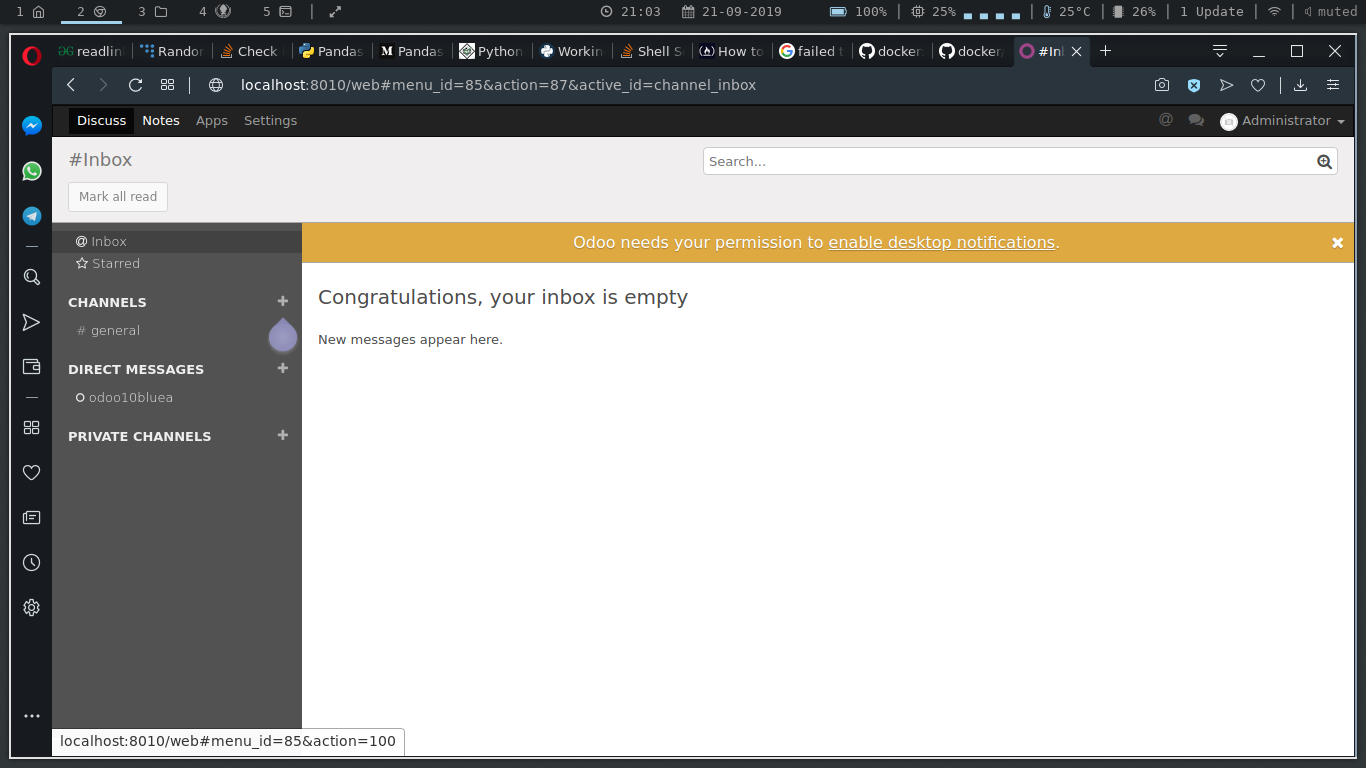 1 2 3 4 5 21:03 21-09-2019 100% 25% 25°C 26% 1 Update muted
readlin Randor Check Pandas Pandas Python Workin Shell S How to failed t docker docker #In
localhost:8010/web#menu_id=85&action=87&active_id=channel_inbox
Discuss Notes Apps Settings @ Administrator
#Inbox
Search...
Mark all read
Inbox
Odoo needs your permission to enable desktop notifications.
Starred
CHANNELS
Congratulations, your inbox is empty
# general
New messages appear here.
DIRECT MESSAGES
odoo10bluea
PRIVATE CHANNELS
localhost:8010/web#menu_id=85&action=100